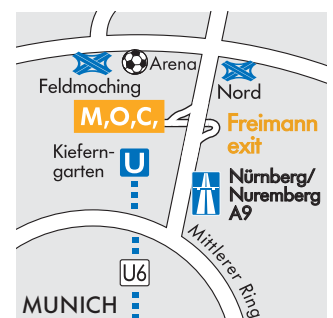 Arena
Feldmoching
Nord
M,O,C,
Freimann
exit
Kiefern-
garten
U
Nürnberg/
Nuremberg
A9
Mittlerer Ring
U6
MUNICH